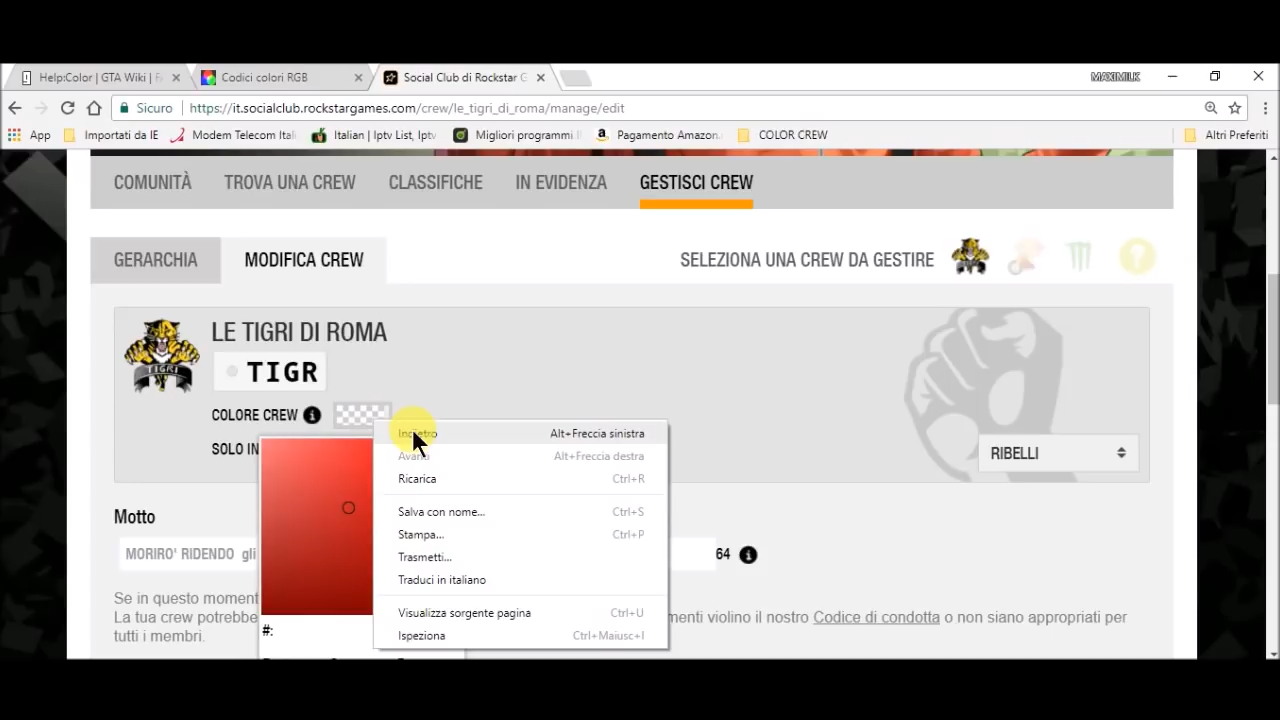 Help:Color | GTA Wiki |
Codici colori RGB
Social Club di Rockstar G
MAXIMILK
Sicuro
https://it.socialclub.rockstargames.com/crew/le_tigri_di_roma/manage/edit
App
Importati da IE
Modem Telecom Itali
Italian | Iptv List, Iptv
Migliori programmi
Pagamento Amazon.
COLOR CREW
Altri Preferiti
COMUNITÀ
TROVA UNA CREW
CLASSIFICHE
IN EVIDENZA
GESTISCI CREW
GERARCHIA
MODIFICA CREW
SELEZIONA UNA CREW DA GESTIRE
LE TIGRI DI ROMA
TIGRI
TIGR
COLORE CREW
SOLO IN
RIBELLI
Indietro Alt+Freccia sinistra
Avanti Alt+Freccia destra
Ricarica Ctrl+R
Salva con nome... Ctrl+S
Stampa... Ctrl+P
Trasmetti...
Traduci in italiano
Visualizza sorgente pagina Ctrl+U
Ispeziona Ctrl+Maiusc+I
Motto
MORIRO' RIDENDO gli
64
#:
Se in questo moment
La tua crew potrebbe menti violino il nostro Codice di condotta o non siano appropriati per
tutti i membri.